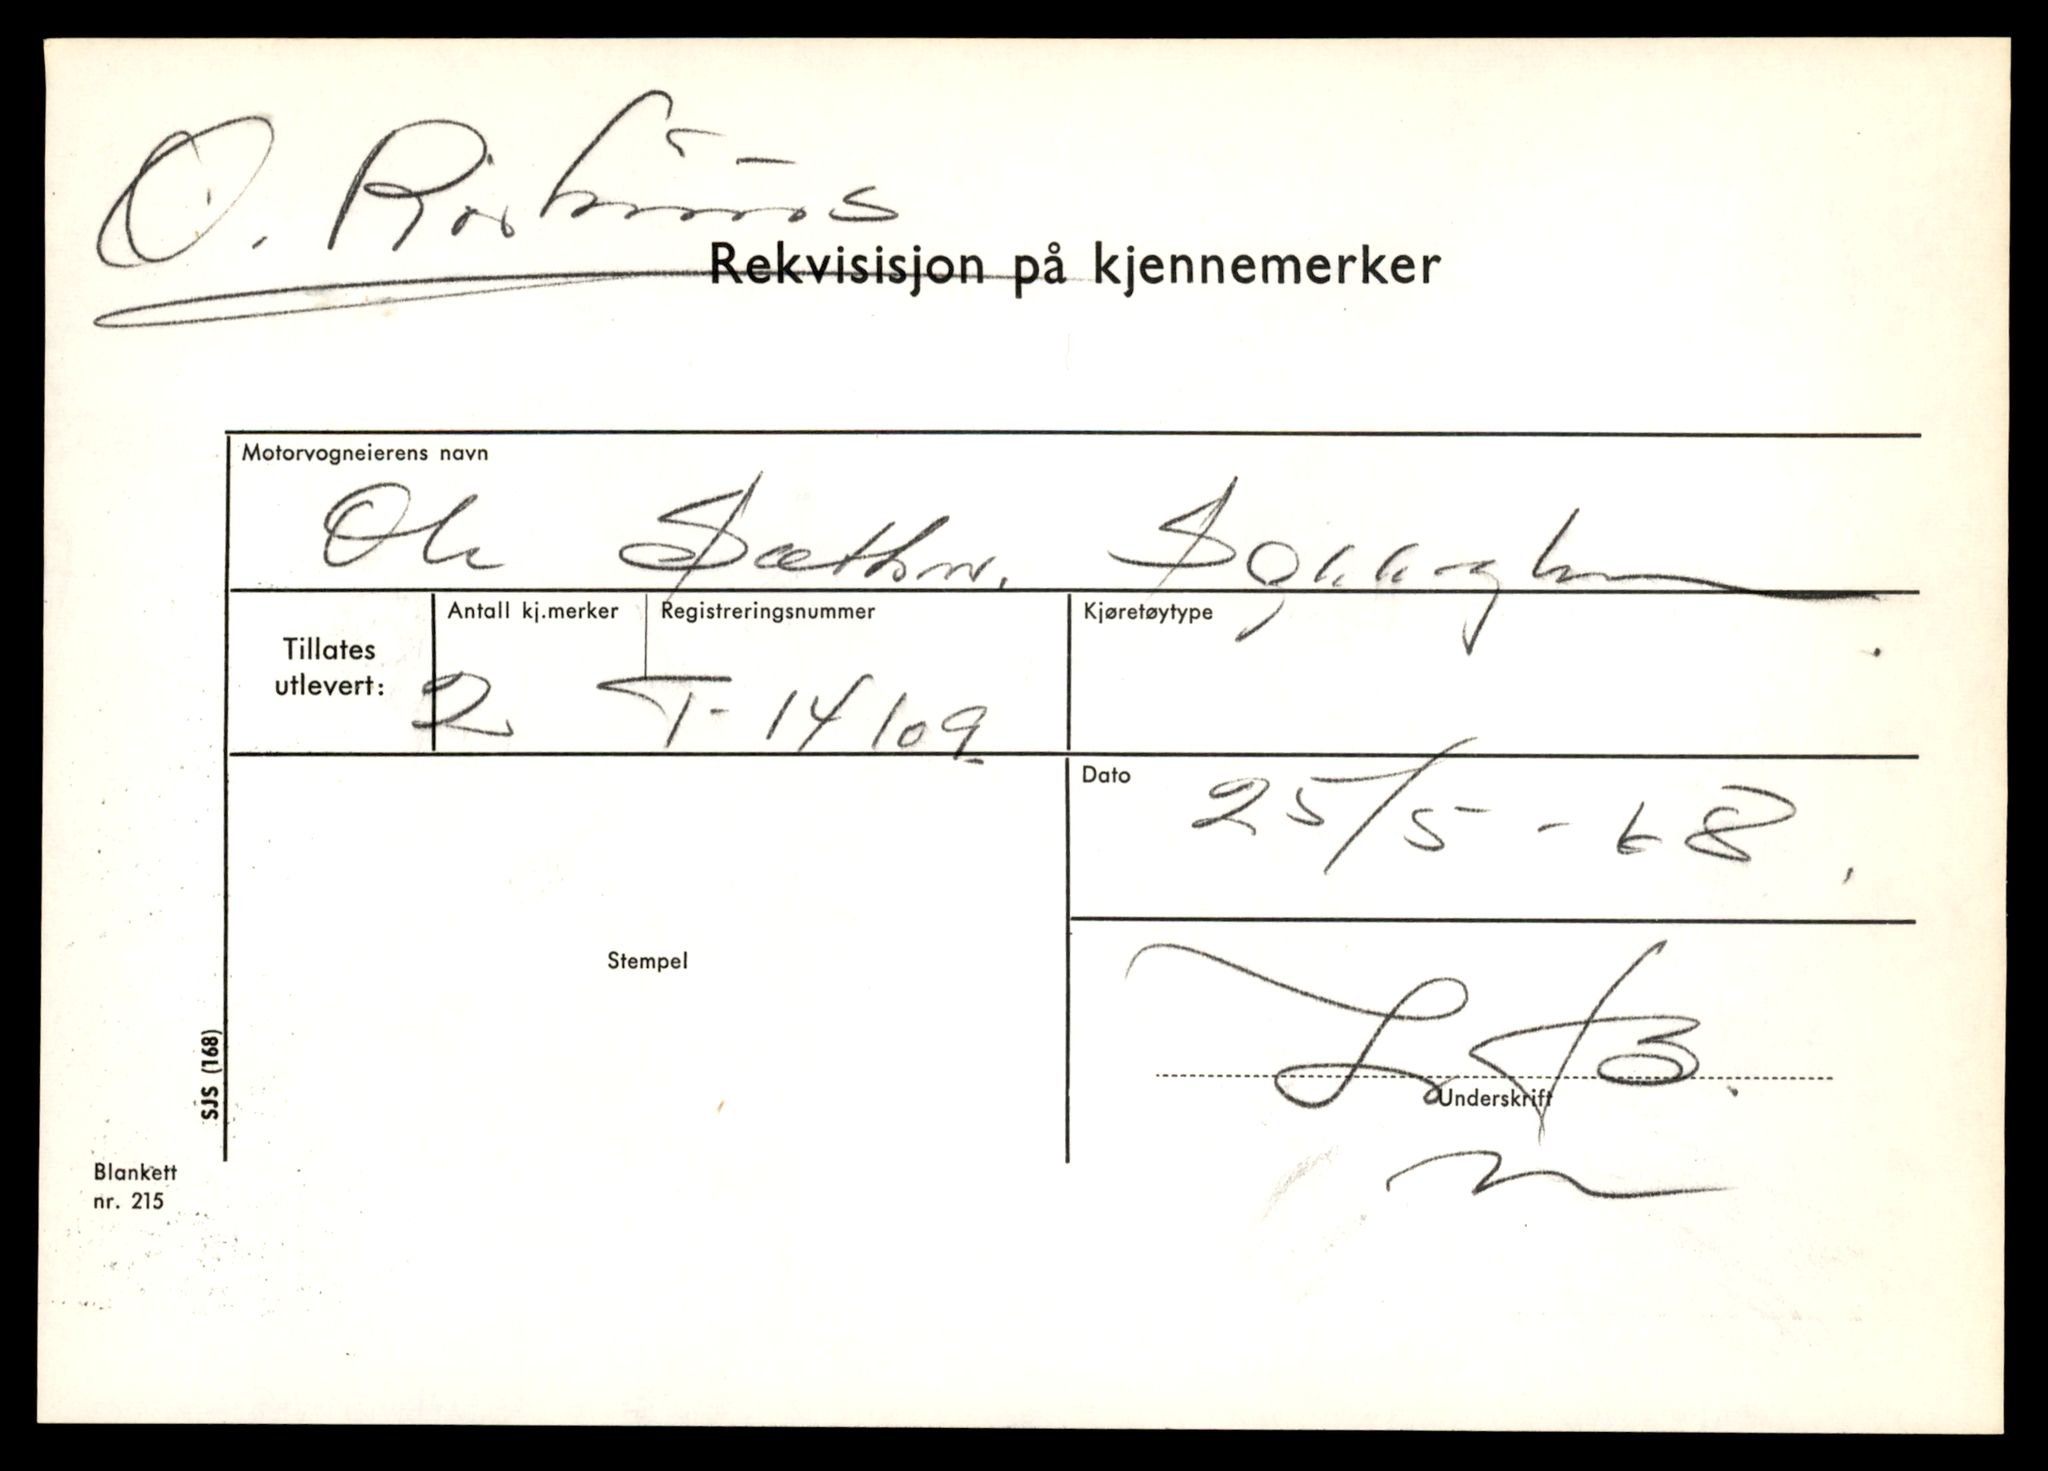 O.
Rekvisisjon på kjennemerker
Motorvogneierens navn
Ole
Antall kj.merker Registreringsnummer Kjøretøytype
Tillates utlevert:
2 T-14109
Dato
25/5-68.
Stempel
Underskrift
SJS (168)
Blankett
nr. 215